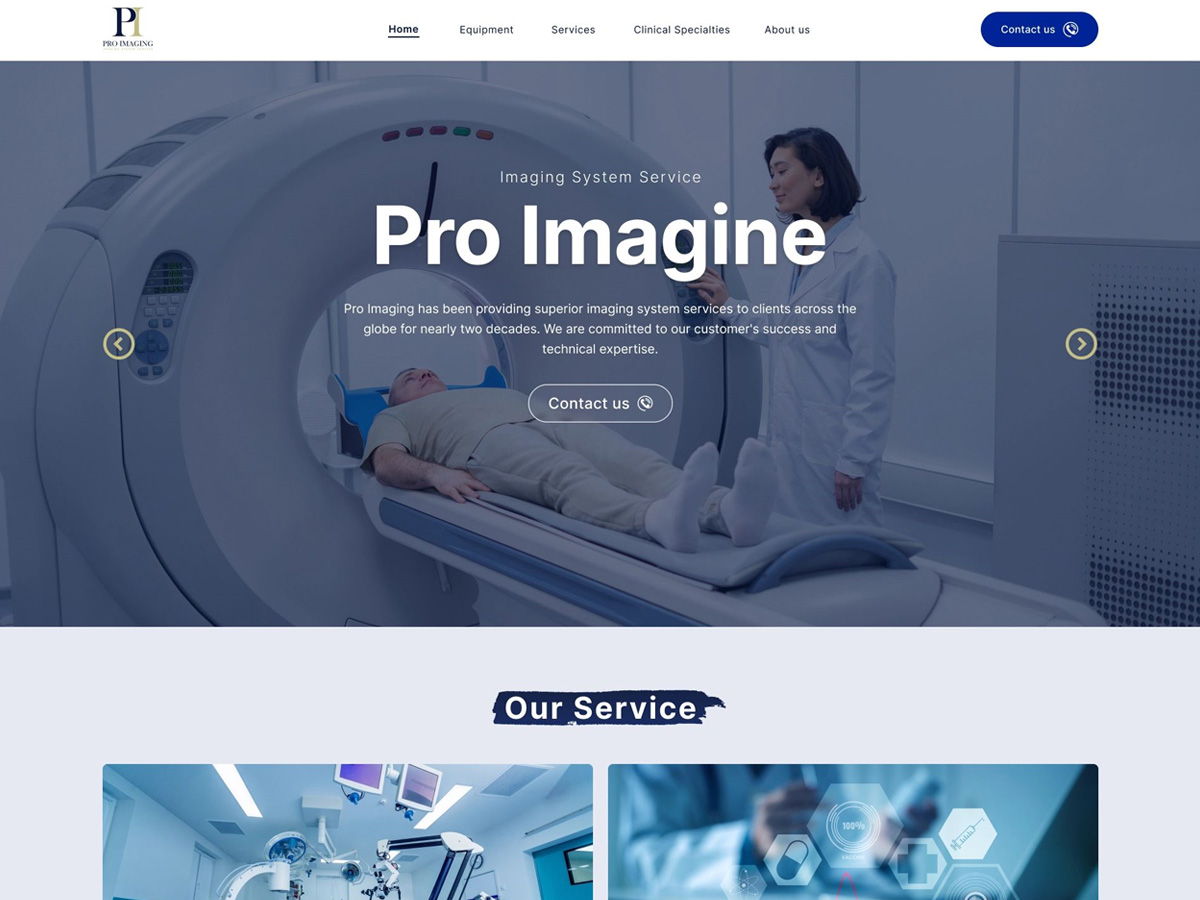 PI
PRO IMAGING
Home
Equipment
Services
Clinical Specialties
About us
Contact us
Imaging System Service
Pro Imagine
Pro Imaging has been providing superior imaging system services to clients across the
globe for nearly two decades. We are committed to our customer's success and
technical expertise.
Contact us
Our Service
100%